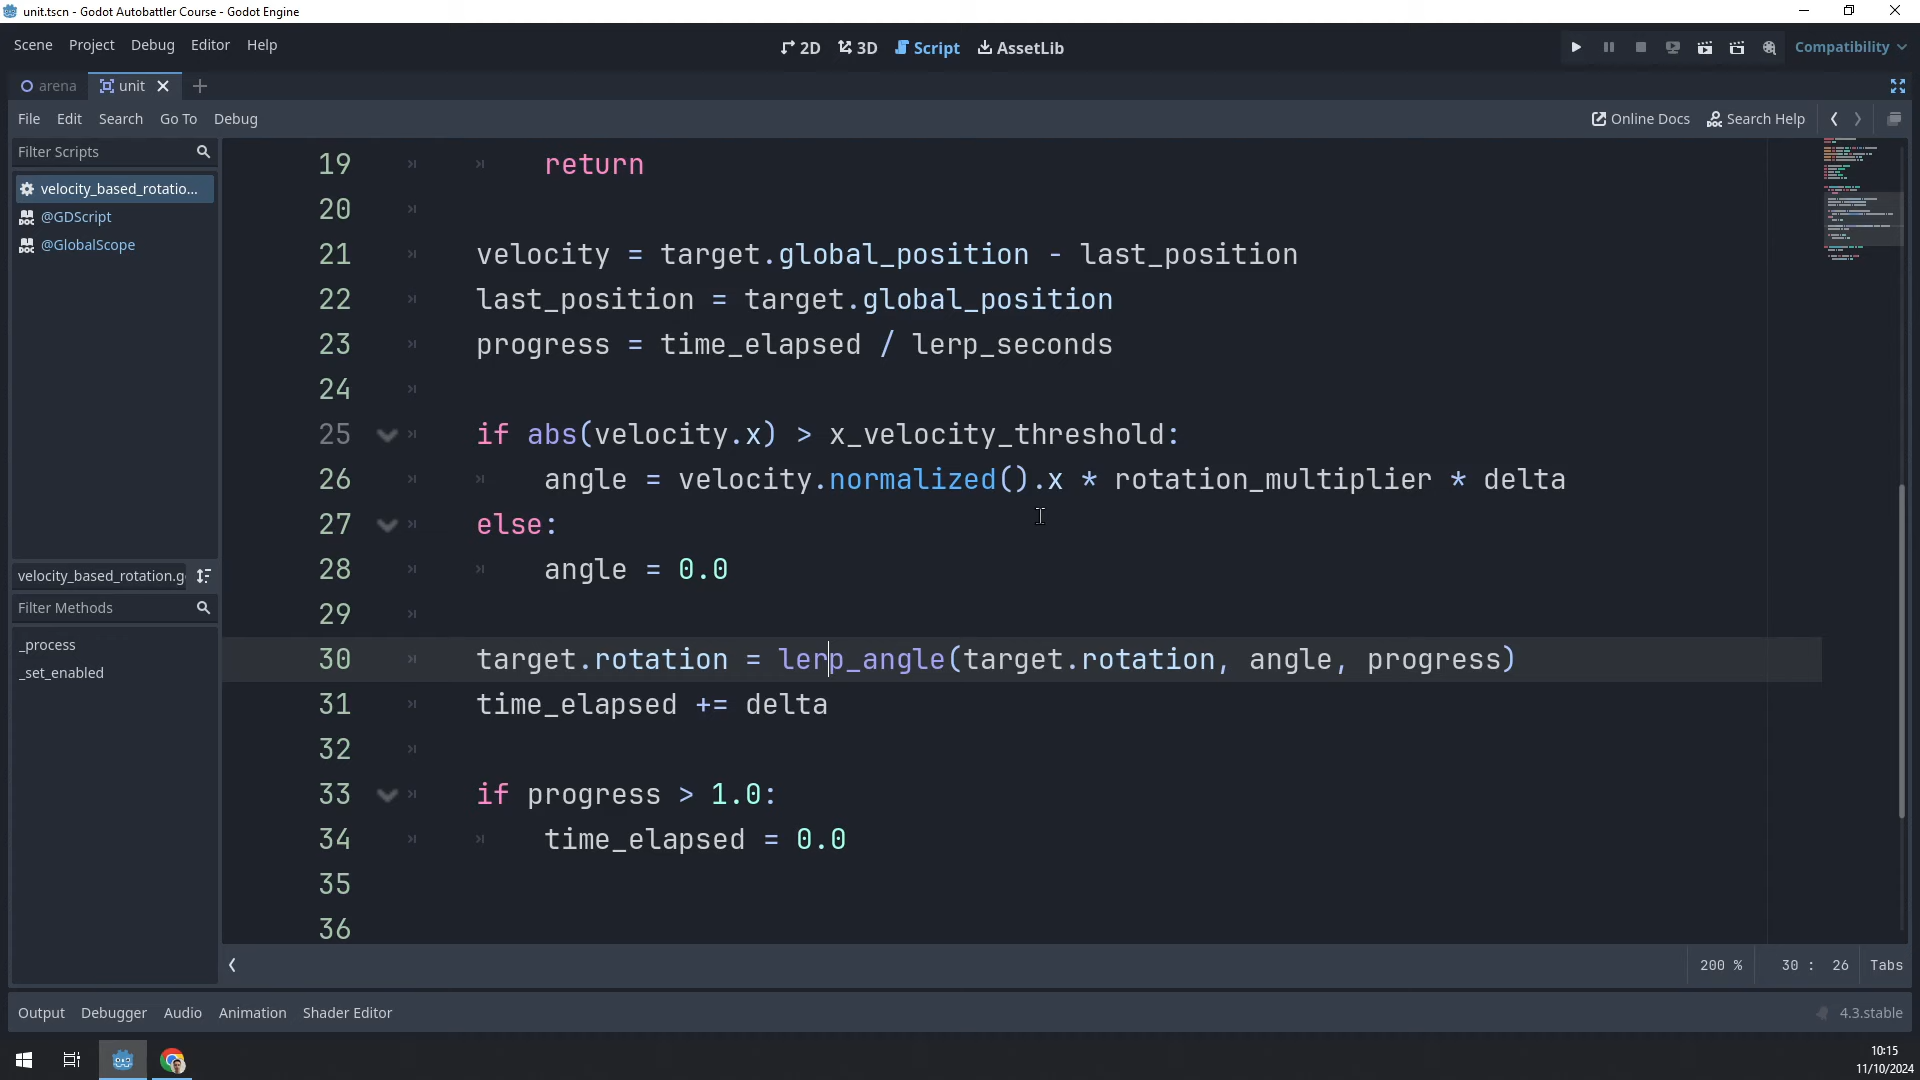 unit.tscn - Godot Autobattler Course - Godot Engine
Scene Project Debug Editor Help
2D 3D Script AssetLib
Compatibility
arena unit
File Edit Search Go To Debug
Online Docs Search Help
Filter Scripts
velocity_based_rotatio...
@GDScript
@GlobalScope
velocity_based_rotation.g
Filter Methods
_process
_set_enabled
19 return
20
21 velocity = target.global_position - last_position
22 last_position = target.global_position
23 progress = time_elapsed / lerp_seconds
24
25 if abs(velocity.x) > x_velocity_threshold:
26 angle = velocity.normalized().x * rotation_multiplier * delta
27 else:
28 angle = 0.0
29
30 target.rotation = lerp_angle(target.rotation, angle, progress)
31 time_elapsed += delta
32
33 if progress > 1.0:
34 time_elapsed = 0.0
35
36
200 % 30 : 26 Tabs
Output Debugger Audio Animation Shader Editor
4.3.stable
10:15
11/10/2024